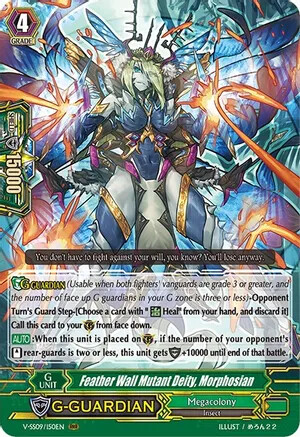 4
GRADE
15000
You don't have to fight against your will, you know? You'll lose anyway.
G GUARDIAN (Usable when both fighters' vanguards are grade 3 or greater, and
the number of face up G guardians in your G zone is three or less)-Opponent
Turn's Guard Step-[Choose a card with " Heal" from your hand, and discard it]
Call this card to your GC from face down.
AUTO:When this unit is placed on GC, if the number of your opponent's
rear-guards is two or less, this unit gets +10000 until end of that battle.
G
UNIT
Feather Wall Mutant Deity, Morphosian
G-GUARDIAN
Megacolony
Insect
V-SS09/150EN RR
ILLUST / めろん22